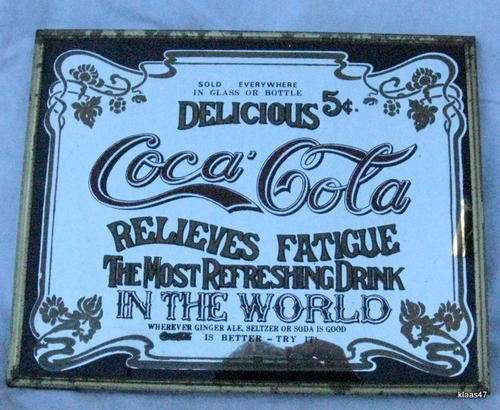 SOLD EVERYWHERE
IN GLASS OR BOTTLE
DELICIOUS 5¢.
Coca-Cola
RELIEVES FATIGUE
THE MOST REFRESHING DRINK
IN THE WORLD
WHEREVER GINGER ALE, SELTZER OR SODA IS GOOD
Coca-Cola IS BETTER - TRY IT
klaas47